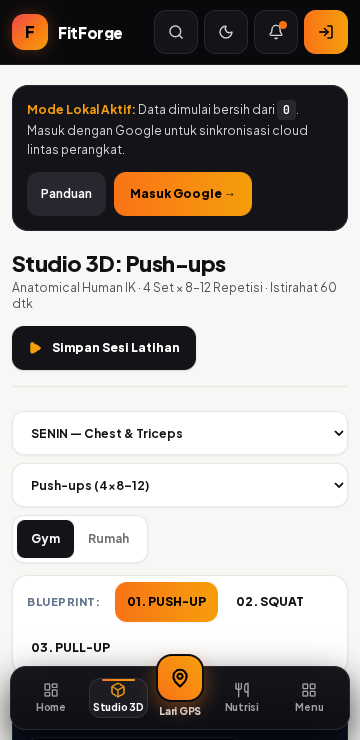 F FitForge
Mode Lokal Aktif: Data dimulai bersih dari 0.
Masuk dengan Google untuk sinkronisasi cloud
lintas perangkat.
Panduan Masuk Google →
Studio 3D: Push-ups
Anatomical Human IK · 4 Set × 8–12 Repetisi · Istirahat 60
dtk
Simpan Sesi Latihan
SENIN — Chest & Triceps
Push-ups (4×8–12)
Gym Rumah
BLUEPRINT: 01. PUSH-UP 02. SQUAT
03. PULL-UP
Home Studio 3D Lari GPS Nutrisi Menu